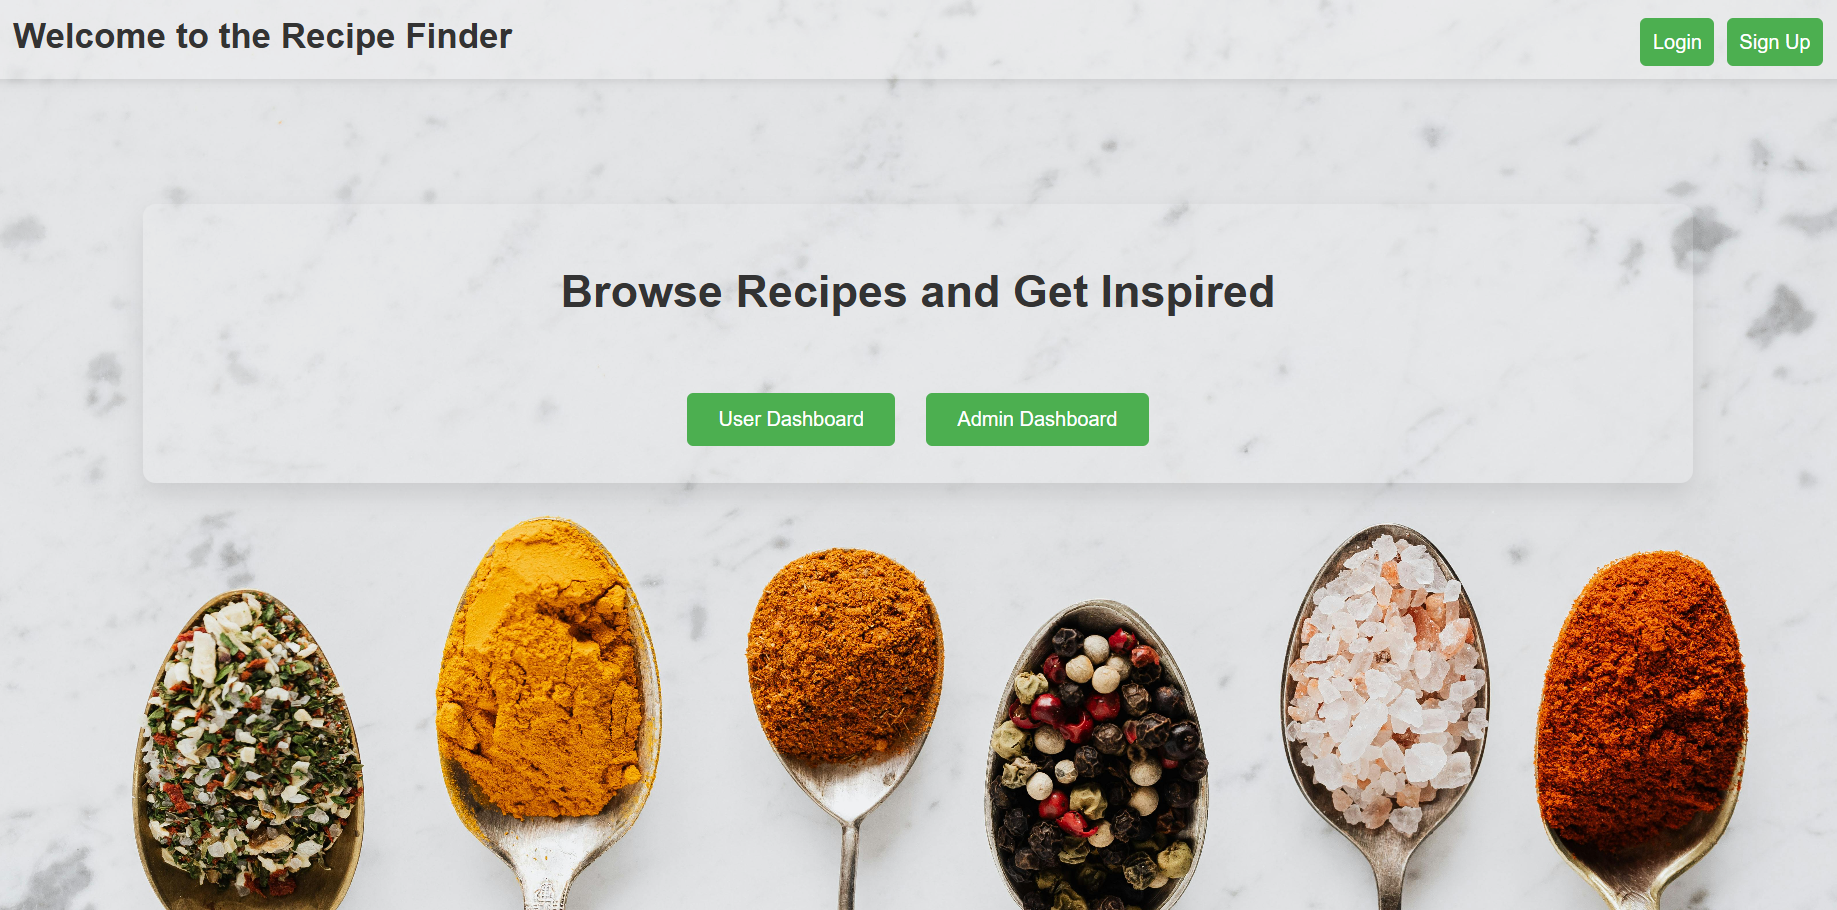 Welcome to the Recipe Finder
Login
Sign Up
Browse Recipes and Get Inspired
User Dashboard
Admin Dashboard